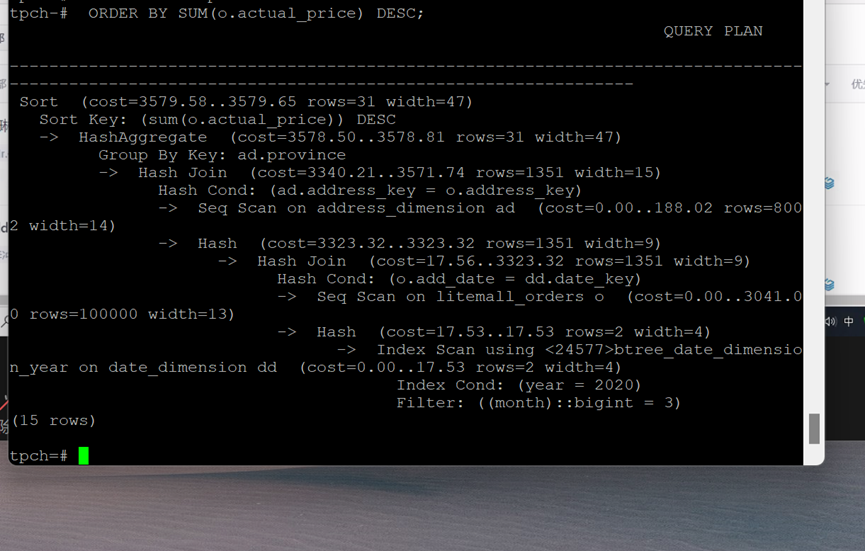 tpch-#  ORDER BY SUM(o.actual_price) DESC;
QUERY PLAN
--------------------------------------------------------------------------------
---------------------------------------------------------------
 Sort  (cost=3579.58..3579.65 rows=31 width=47)
   Sort Key: (sum(o.actual_price)) DESC
   ->  HashAggregate  (cost=3578.50..3578.81 rows=31 width=47)
         Group By Key: ad.province
         ->  Hash Join  (cost=3340.21..3571.74 rows=1351 width=15)
               Hash Cond: (ad.address_key = o.address_key)
               ->  Seq Scan on address_dimension ad  (cost=0.00..188.02 rows=800
2 width=14)
               ->  Hash  (cost=3323.32..3323.32 rows=1351 width=9)
                     ->  Hash Join  (cost=17.56..3323.32 rows=1351 width=9)
                           Hash Cond: (o.add_date = dd.date_key)
                           ->  Seq Scan on litemall_orders o  (cost=0.00..3041.0
0 rows=100000 width=13)
                           ->  Hash  (cost=17.53..17.53 rows=2 width=4)
                                 ->  Index Scan using <24577>btree_date_dimensio
n_year on date_dimension dd  (cost=0.00..17.53 rows=2 width=4)
                                       Index Cond: (year = 2020)
                                       Filter: ((month)::bigint = 3)
(15 rows)
tpch=#
中